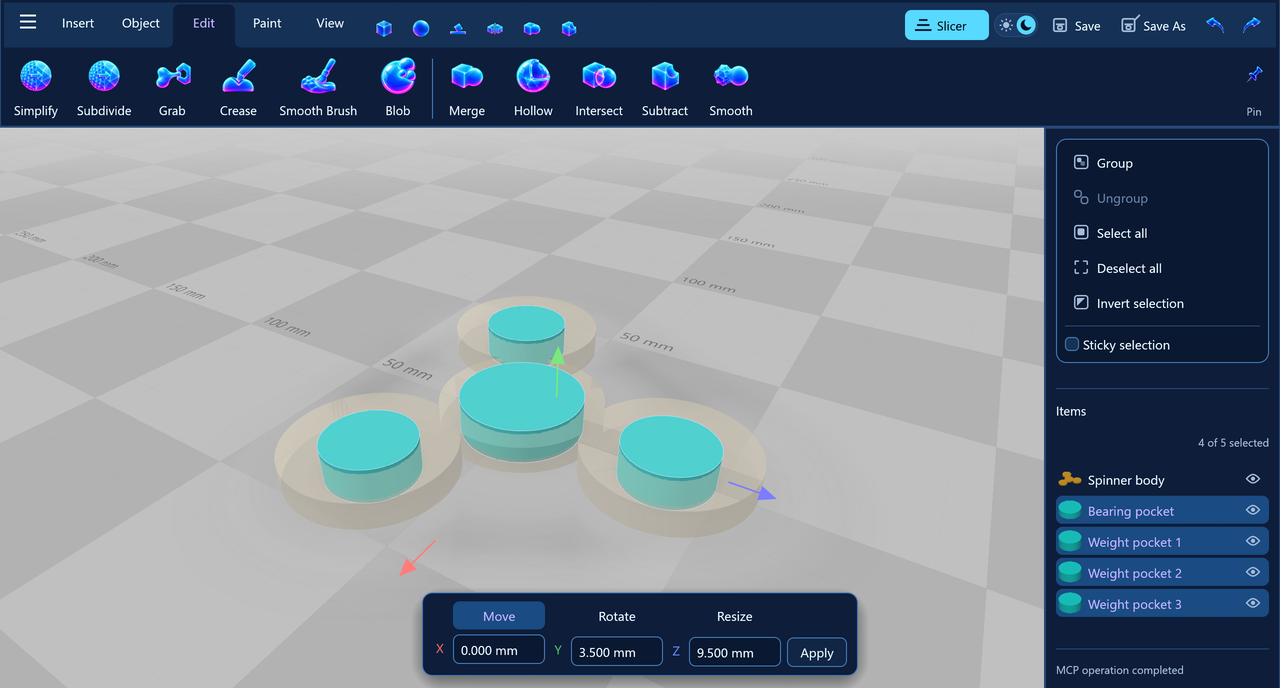 Insert Object Edit Paint View Slicer Save Save As
Simplify Subdivide Grab Crease Smooth Brush Blob Merge Hollow Intersect Subtract Smooth Pin
Group
Ungroup
Select all
Deselect all
Invert selection
Sticky selection
Items
4 of 5 selected
Spinner body
Bearing pocket
Weight pocket 1
Weight pocket 2
Weight pocket 3
MCP operation completed
200 mm
150 mm
100 mm
50 mm
250 mm
200 mm
150 mm
100 mm
50 mm
Move Rotate Resize
X 0.000 mm Y 3.500 mm Z 9.500 mm Apply